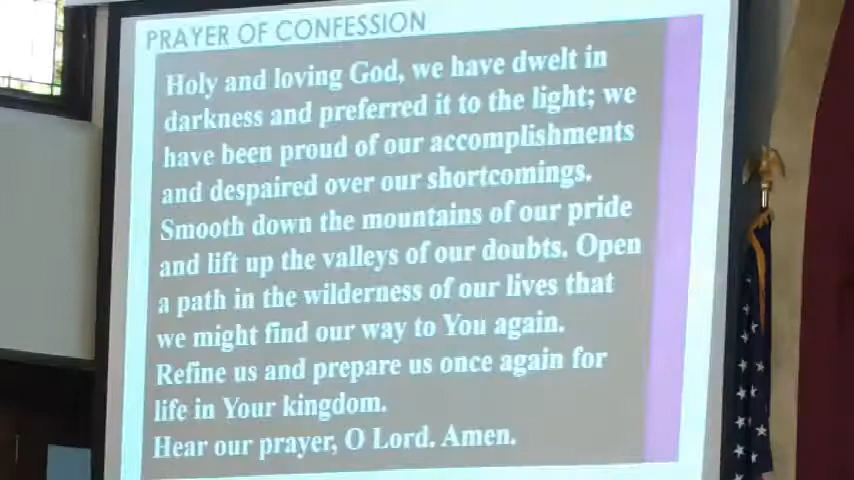 PRAYER OF CONFESSION
Holy and loving God, we have dwelt in
darkness and preferred it to the light; we
have been proud of our accomplishments
and despaired over our shortcomings.
Smooth down the mountains of our pride
and lift up the valleys of our doubts. Open
a path in the wilderness of our lives that
we might find our way to You again.
Refine us and prepare us once again for
life in Your kingdom.
Hear our prayer, O Lord. Amen.